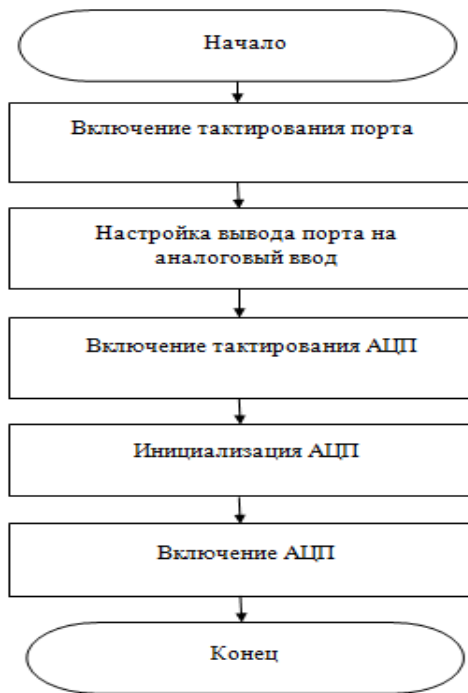 Начало
Включение тактирования порта
Настройка вывода порта на
аналоговый ввод
Включение тактирования АЦП
Инициализация АЦП
Включение АЦП
Конец